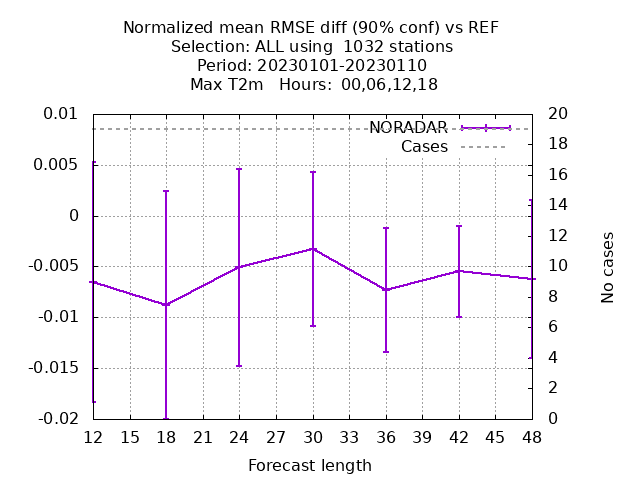 Normalized mean RMSE diff (90% conf) vs REF
Selection: ALL using  1032 stations
Period: 20230101-20230110
Max T2m   Hours:  00,06,12,18
NORADAR
Cases
0.01
0.005
0
-0.005
-0.01
-0.015
-0.02
20
18
16
14
12
10
8
6
4
2
0
No cases
12 15 18 21 24 27 30 33 36 39 42 45 48
Forecast length